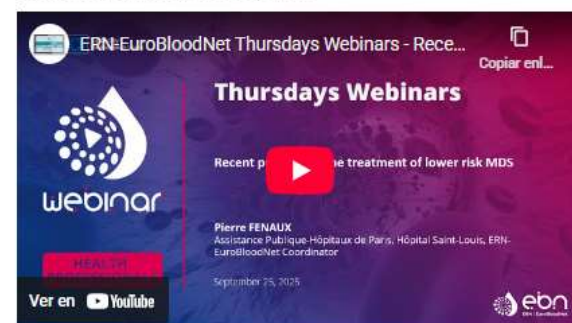 ERN-EuroBloodNet Thursdays Webinars - Rece...
Copiar enl...
Thursdays Webinars
Recent p e treatment of lower risk MDS
webinar
Pierre FENAUX
Assistance Publique-Hôpitaux de Paris, Hôpital Saint-Louis, ERN-
EuroBloodNet Coordinator
HEALTH
September 25, 2025
Ver en YouTube
ebn